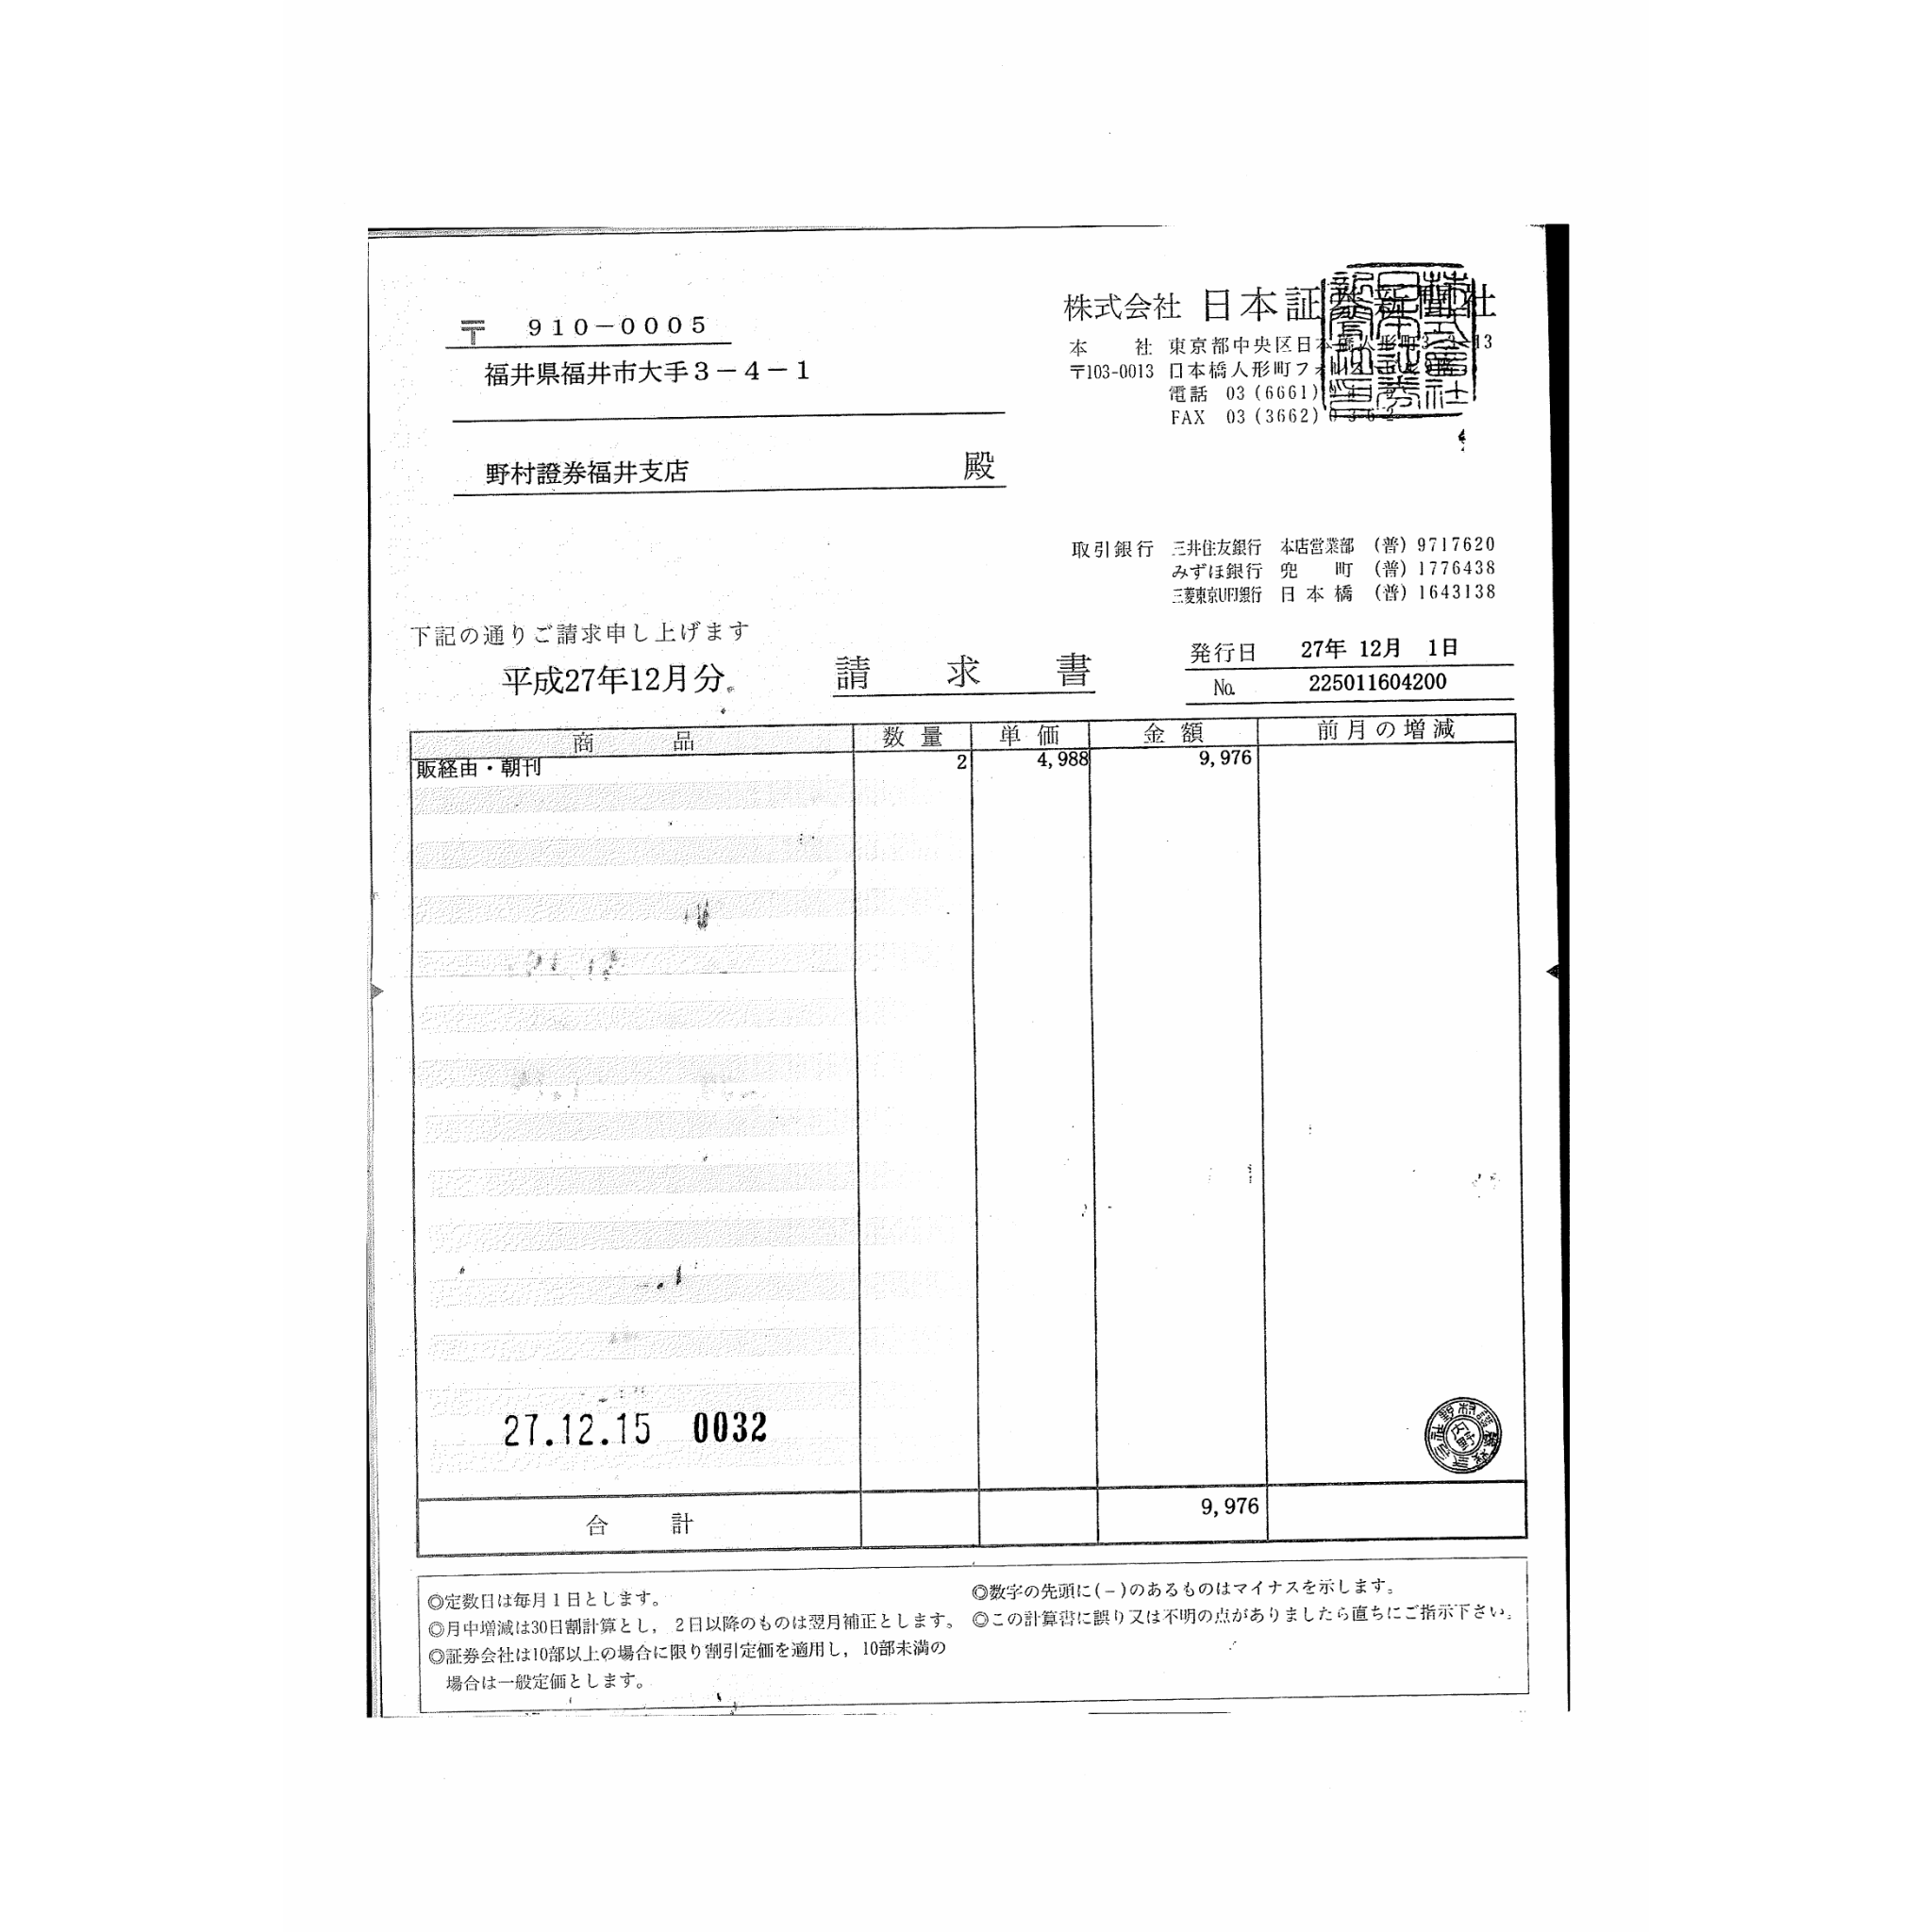 〒 910-0005
福井県福井市大手3-4-1
野村證券福井支店 殿
株式会社 日本証券新聞社
本 社 東京都中央区日本橋人形町
〒103-0013 日本橋人形町フォ
電話 03(6661)
FAX 03(3662)
取引銀行 三井住友銀行 本店営業部 (普) 9717620
みずほ銀行 兜 町 (普) 1776438
三菱東京UFJ銀行 日本橋 (普) 1643138
下記の通りご請求申し上げます
平成27年12月分
請 求 書
発行日 27年 12月 1日
No. 225011604200
商 品 数 量 単 価 金 額 前月の増減
販経由・朝刊 2 4,988 9,976
27.12.15 0032
合 計 9,976
◎定数日は毎月1日とします。
◎月中増減は30日割計算とし，2日以降のものは翌月補正とします。
◎証券会社は10部以上の場合に限り割引定価を適用し，10部未満の
場合は一般定価とします。
◎数字の先頭に(−)のあるものはマイナスを示します。
◎この計算書に誤り又は不明の点がありましたら直ちにご指示下さい。